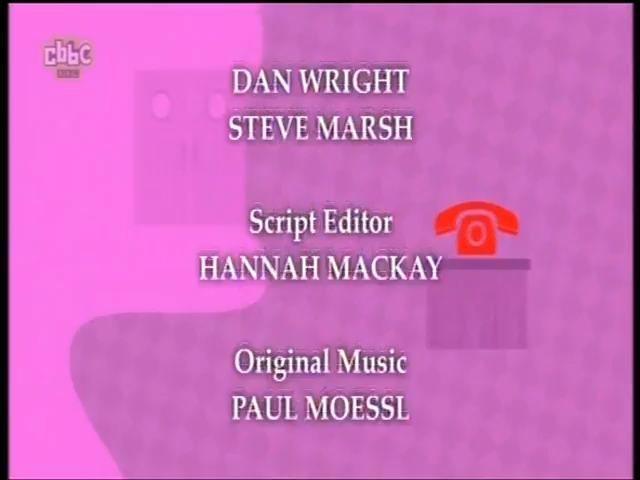 cbbc
BBC
DAN WRIGHT
STEVE MARSH
Script Editor
HANNAH MACKAY
Original Music
PAUL MOESSL